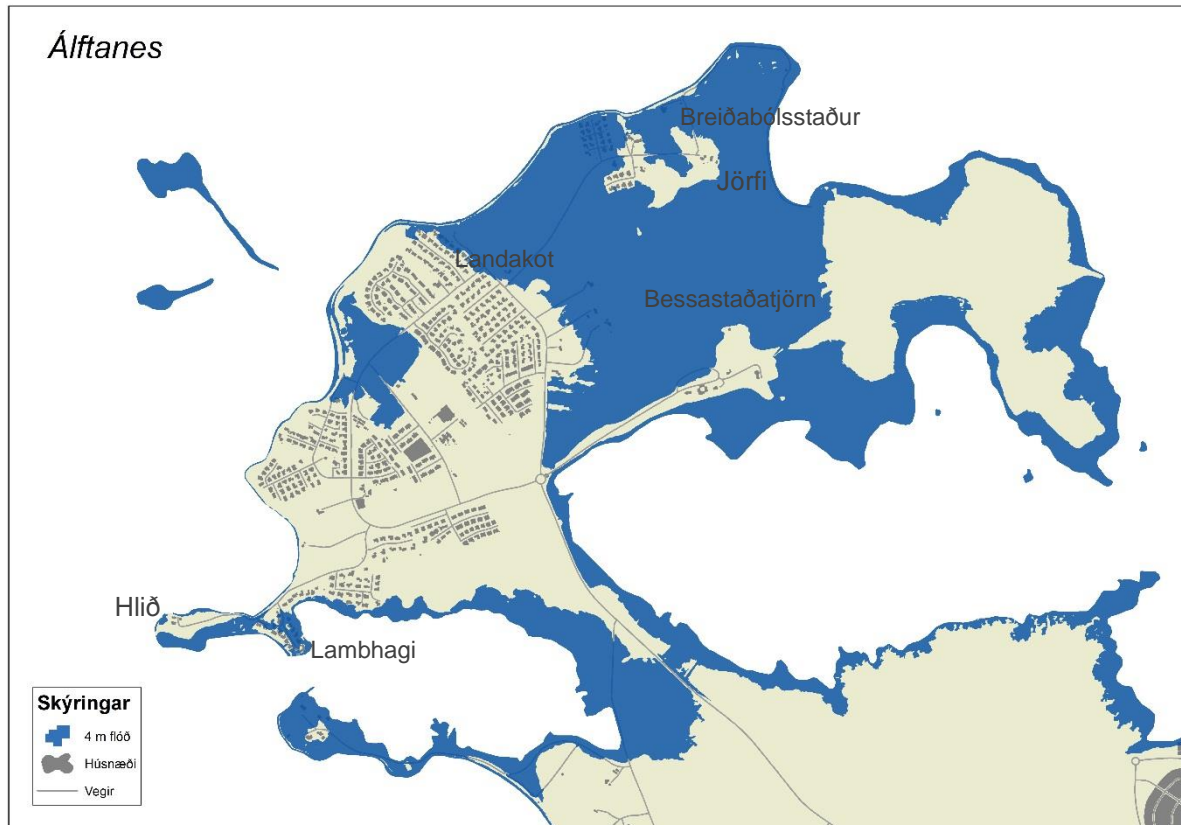 Álftanes
Breiðabólsstaður
Jörfi
Landakot
Bessastaðatjörn
Hlið
Lambhagi
Skýringar
4 m flóð
Húsnæði
Vegir